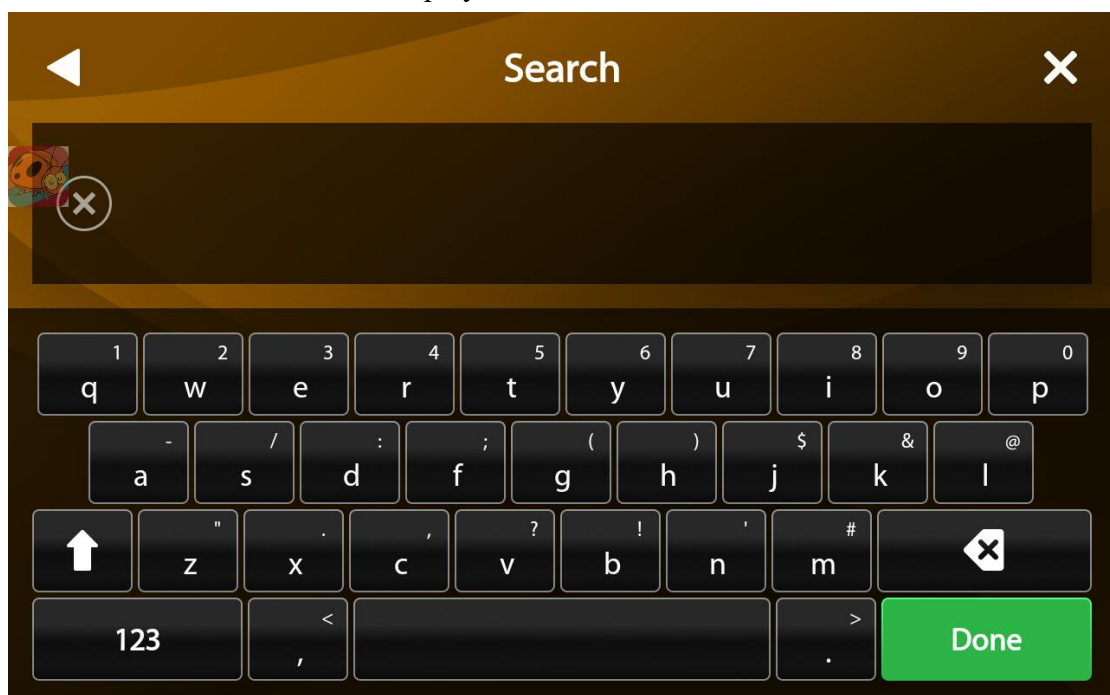 Search
1 2 3 4 5 6 7 8 9 0
q w e r t y u i o p
- / : ; ( ) $ & @
a s d f g h j k l
" . , ? ! ' #
z x c v b n m
< >
123 , . Done